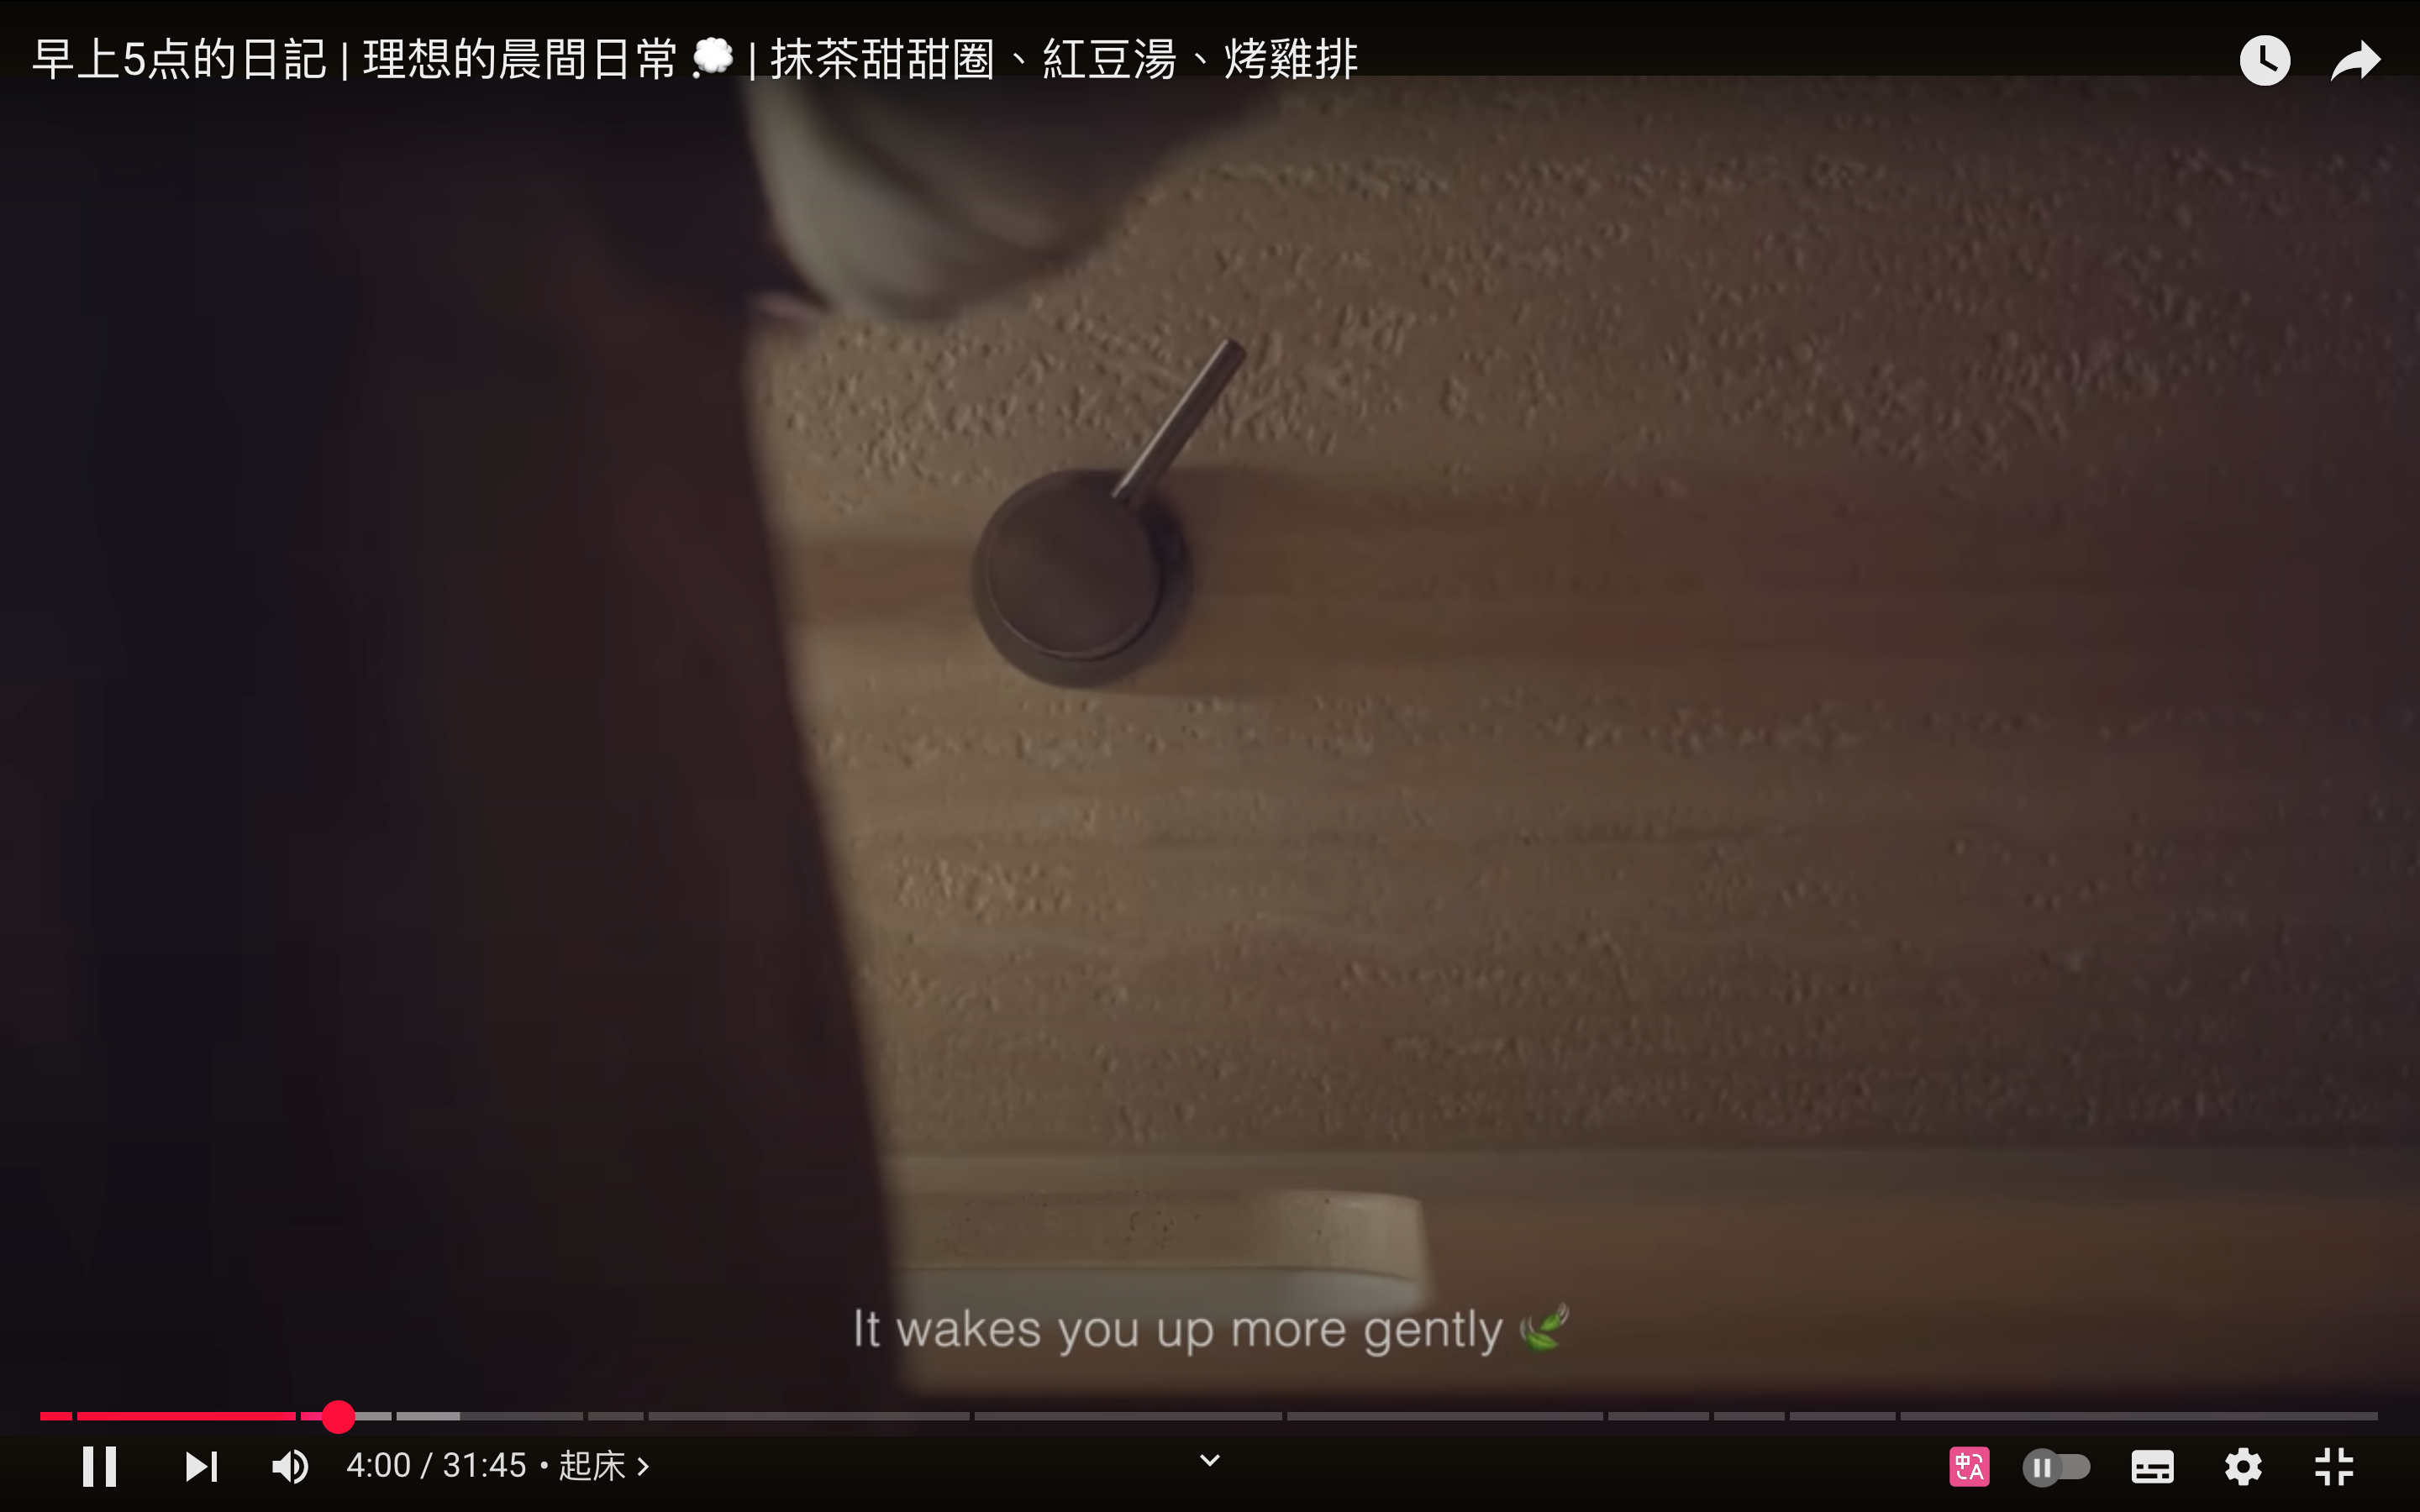 早上5点的日記 | 理想的晨間日常 💭 | 抹茶甜甜圈、紅豆湯、烤雞排
It wakes you up more gently 🌿
4:00 / 31:45 • 起床 >
中 A